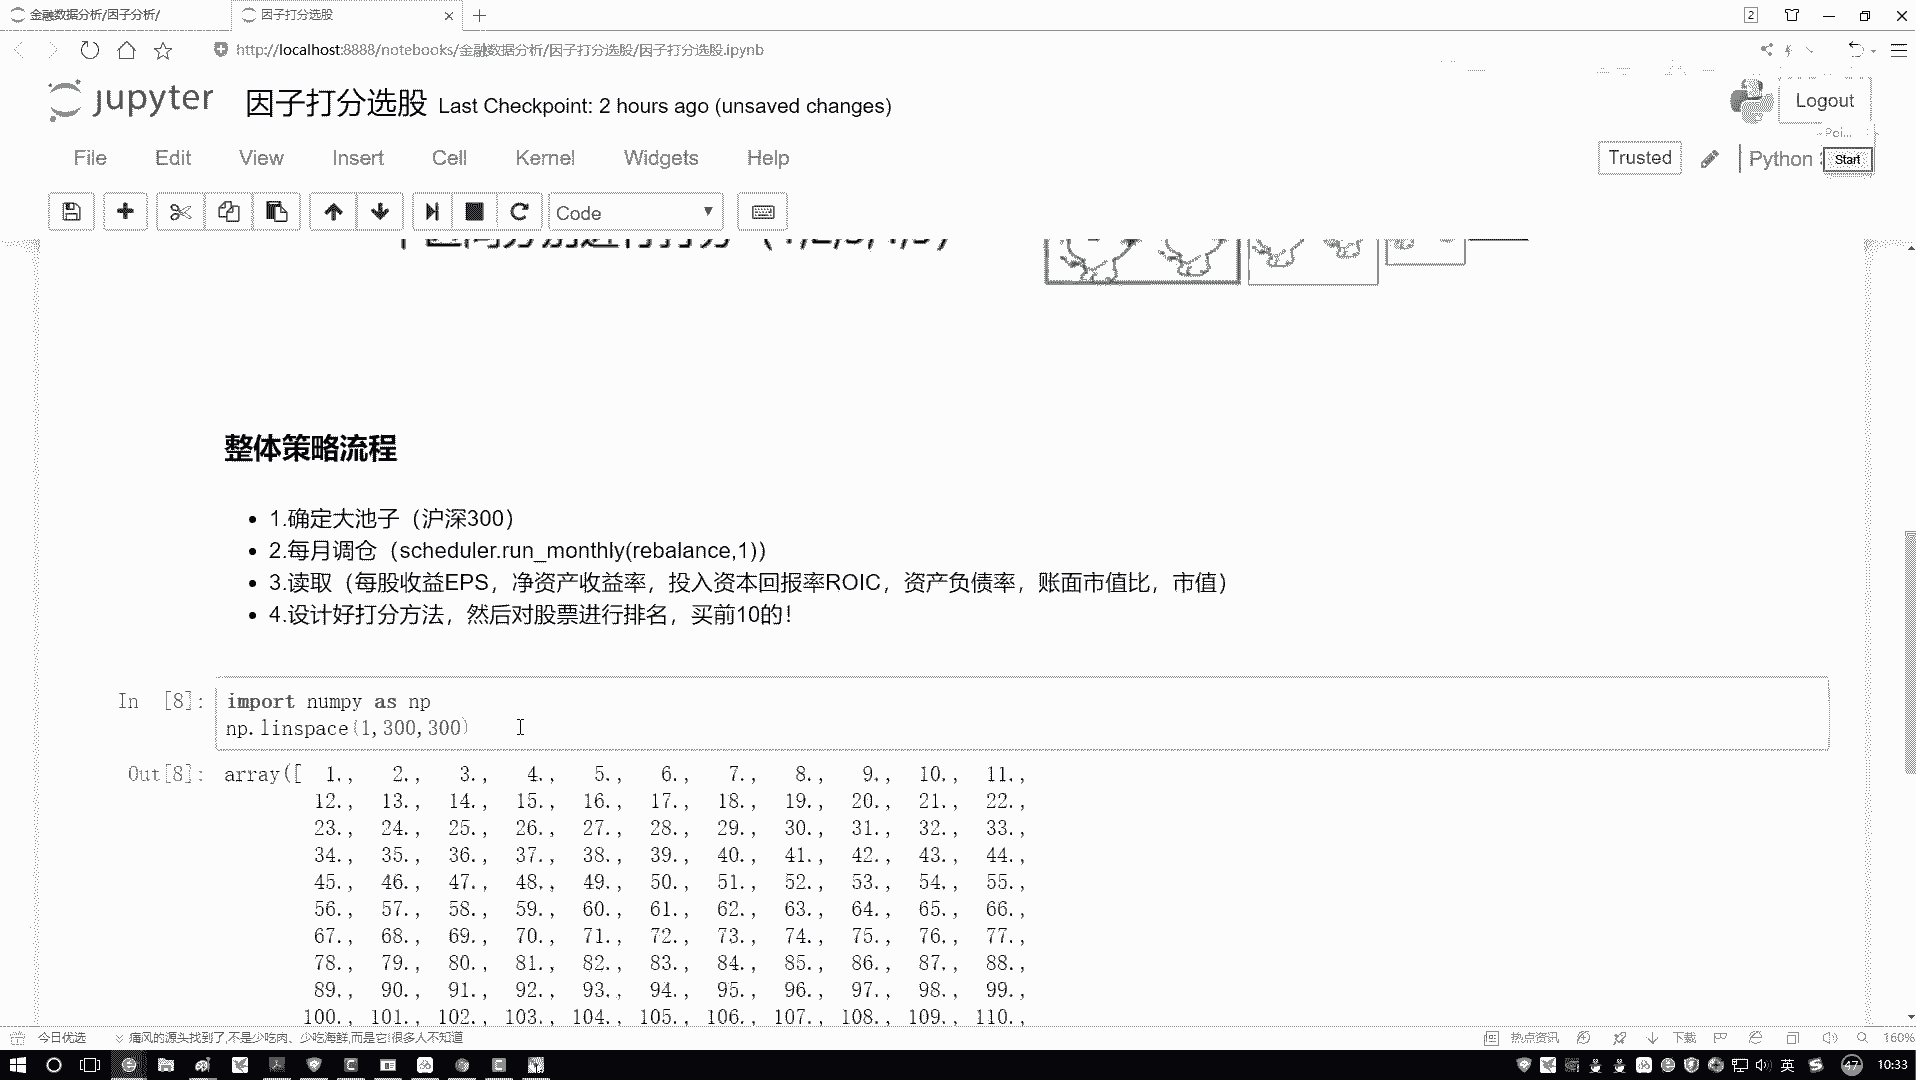 金融数据分析/因子分析/
因子打分选股
2
http://localhost:8888/notebooks/金融数据分析/因子打分选股/因子打分选股.ipynb
jupyter 因子打分选股 Last Checkpoint: 2 hours ago (unsaved changes)
Logout
File Edit View Insert Cell Kernel Widgets Help
Trusted Python
Start
Code
整体策略流程
1.确定大池子（沪深300）
2.每月调仓（scheduler.run_monthly(rebalance,1)）
3.读取（每股收益EPS，净资产收益率，投入资本回报率ROIC，资产负债率，账面市值比，市值）
4.设计好打分方法，然后对股票进行排名，买前10的！
In [8]: import numpy as np
np.linspace(1,300,300)
Out[8]: array([ 1., 2., 3., 4., 5., 6., 7., 8., 9., 10., 11.,
12., 13., 14., 15., 16., 17., 18., 19., 20., 21., 22.,
23., 24., 25., 26., 27., 28., 29., 30., 31., 32., 33.,
34., 35., 36., 37., 38., 39., 40., 41., 42., 43., 44.,
45., 46., 47., 48., 49., 50., 51., 52., 53., 54., 55.,
56., 57., 58., 59., 60., 61., 62., 63., 64., 65., 66.,
67., 68., 69., 70., 71., 72., 73., 74., 75., 76., 77.,
78., 79., 80., 81., 82., 83., 84., 85., 86., 87., 88.,
89., 90., 91., 92., 93., 94., 95., 96., 97., 98., 99.,
100., 101., 102., 103., 104., 105., 106., 107., 108., 109., 110.,
今日优选 痛风的源头找到了,不是少吃肉、少吃海鲜,而是它!很多人不知道 热点资讯 下载 160%
英 47 10:33